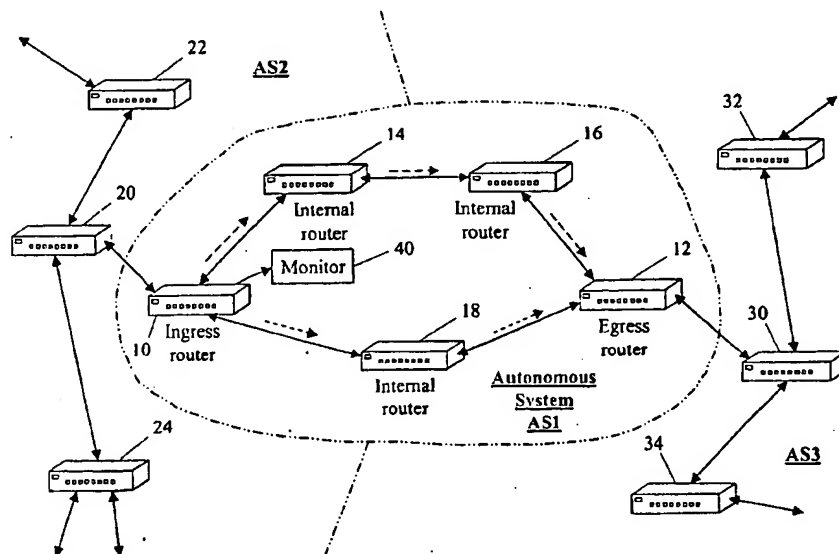 22
AS2
14
16
32
20
Internal
router
Internal
router
Monitor
40
12
10
Ingress
router
18
Egress
router
30
Internal
router
Autonomous
System
AS1
24
34
AS3